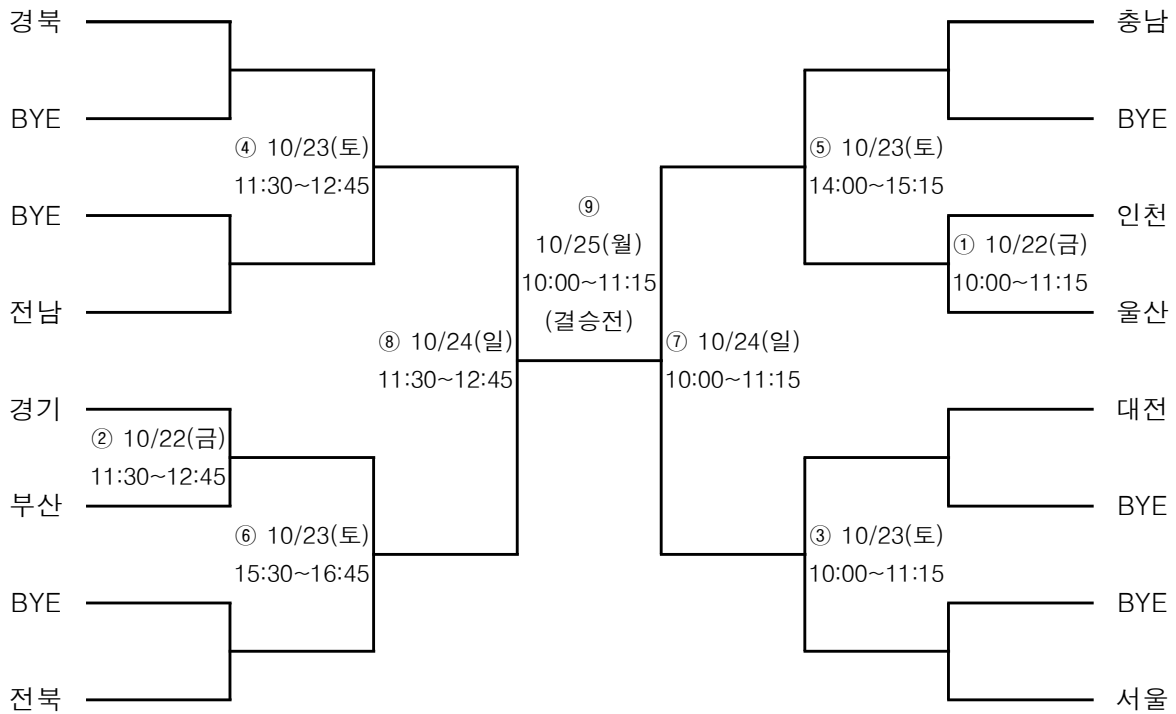 경북
BYE
④ 10/23(토)
11:30~12:45
BYE
전남
경기
② 10/22(금)
11:30~12:45
부산
⑥ 10/23(토)
15:30~16:45
BYE
전북
⑧ 10/24(일)
11:30~12:45
⑨
10/25(월)
10:00~11:15
(결승전)
⑦ 10/24(일)
10:00~11:15
충남
BYE
⑤ 10/23(토)
14:00~15:15
인천
① 10/22(금)
10:00~11:15
울산
대전
BYE
③ 10/23(토)
10:00~11:15
BYE
서울